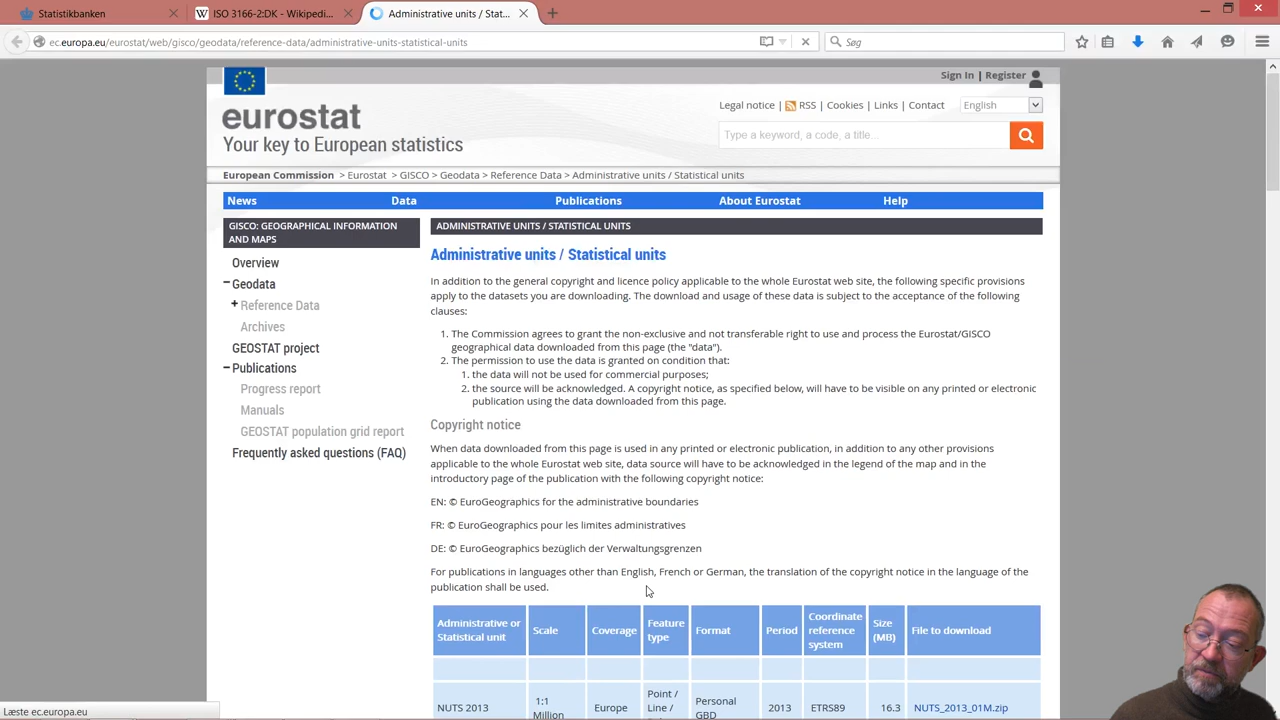 Statistikbanken
ISO 3166-2:DK - Wikipedi...
Administrative units / Stat...
ec.europa.eu/eurostat/web/gisco/geodata/reference-data/administrative-units-statistical-units
Søg
Sign In | Register
Legal notice | RSS | Cookies | Links | Contact
English
eurostat
Your key to European statistics
Type a keyword, a code, a title...
European Commission > Eurostat > GISCO > Geodata > Reference Data > Administrative units / Statistical units
News Data Publications About Eurostat Help
GISCO: GEOGRAPHICAL INFORMATION
AND MAPS
Overview
Geodata
Reference Data
Archives
GEOSTAT project
Publications
Progress report
Manuals
GEOSTAT population grid report
Frequently asked questions (FAQ)
ADMINISTRATIVE UNITS / STATISTICAL UNITS
Administrative units / Statistical units
In addition to the general copyright and licence policy applicable to the whole Eurostat web site, the following specific provisions
apply to the datasets you are downloading. The download and usage of these data is subject to the acceptance of the following
clauses:
1. The Commission agrees to grant the non-exclusive and not transferable right to use and process the Eurostat/GISCO
geographical data downloaded from this page (the "data").
2. The permission to use the data is granted on condition that:
1. the data will not be used for commercial purposes;
2. the source will be acknowledged. A copyright notice, as specified below, will have to be visible on any printed or electronic
publication using the data downloaded from this page.
Copyright notice
When data downloaded from this page is used in any printed or electronic publication, in addition to any other provisions
applicable to the whole Eurostat web site, data source will have to be acknowledged in the legend of the map and in the
introductory page of the publication with the following copyright notice:
EN: © EuroGeographics for the administrative boundaries
FR: © EuroGeographics pour les limites administratives
DE: © EuroGeographics bezüglich der Verwaltungsgrenzen
For publications in languages other than English, French or German, the translation of the copyright notice in the language of the
publication shall be used.
Administrative or
Statistical unit
Scale
Coverage
Feature
type
Format
Period
Coordinate
reference
system
Size
(MB)
File to download
NUTS 2013
1:1
Million
Europe
Point /
Line /
Personal
GBD
2013
ETRS89
16.3
NUTS_2013_01M.zip
Læste ec.europa.eu